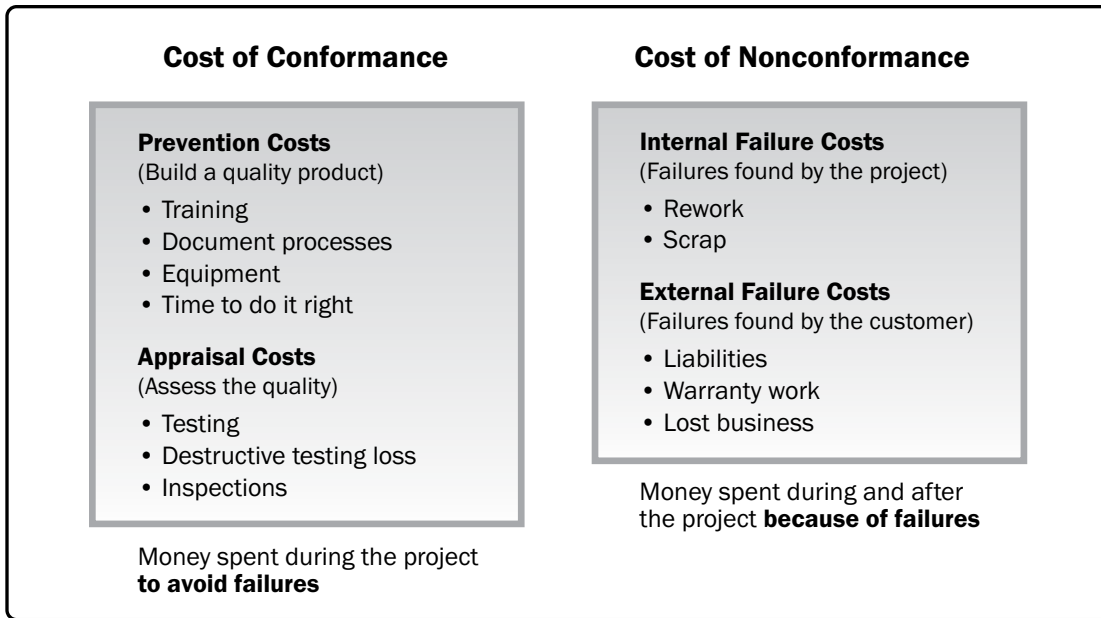 Cost of Conformance
Prevention Costs
(Build a quality product)
• Training
• Document processes
• Equipment
• Time to do it right
Appraisal Costs
(Assess the quality)
• Testing
• Destructive testing loss
• Inspections
Money spent during the project
to avoid failures
Cost of Nonconformance
Internal Failure Costs
(Failures found by the project)
• Rework
• Scrap
External Failure Costs
(Failures found by the customer)
• Liabilities
• Warranty work
• Lost business
Money spent during and after
the project because of failures